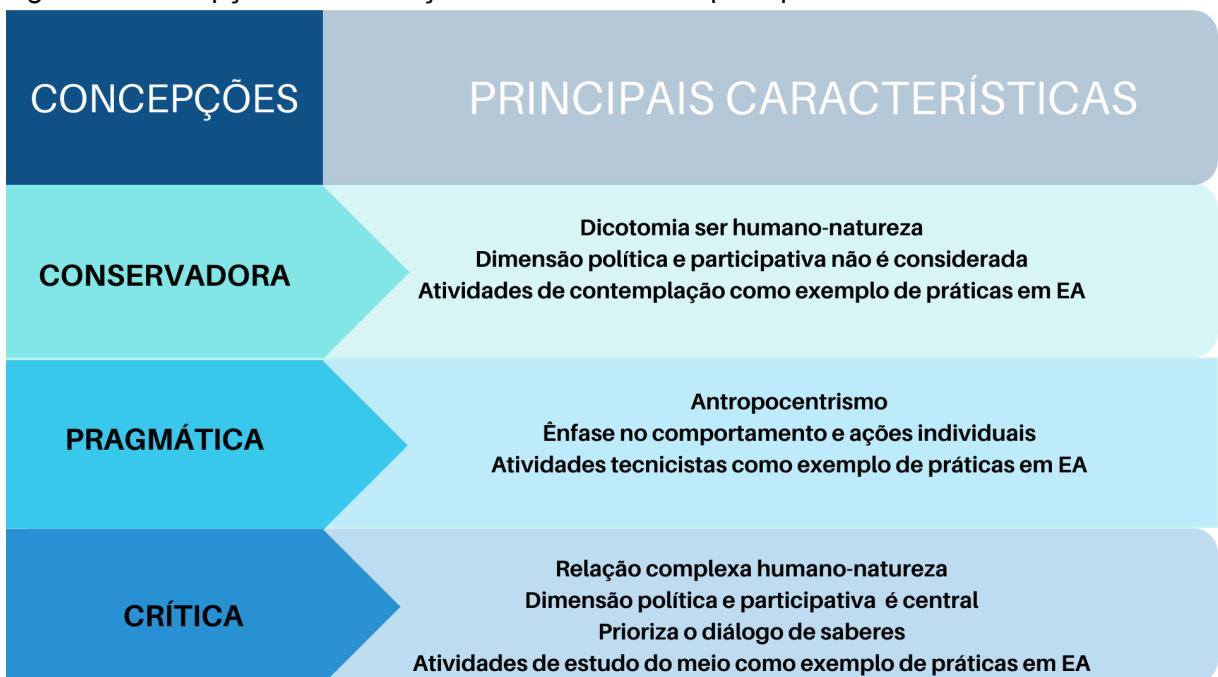 CONCEPÇÕES
PRINCIPAIS CARACTERÍSTICAS
CONSERVADORA
Dicotomia ser humano-natureza
Dimensão política e participativa não é considerada
Atividades de contemplação como exemplo de práticas em EA
PRAGMÁTICA
Antropocentrismo
Ênfase no comportamento e ações individuais
Atividades tecnicistas como exemplo de práticas em EA
CRÍTICA
Relação complexa humano-natureza
Dimensão política e participativa é central
Prioriza o diálogo de saberes
Atividades de estudo do meio como exemplo de práticas em EA